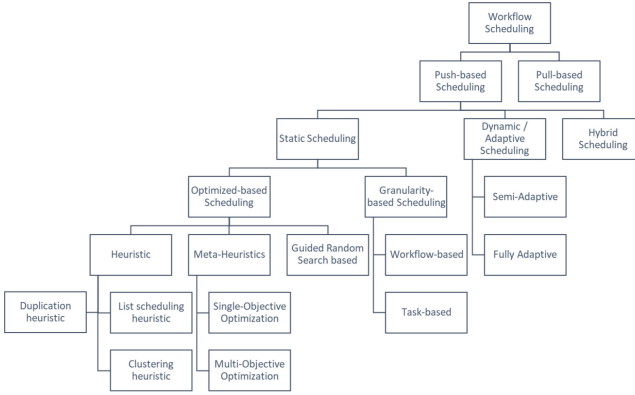 Workflow
Scheduling
Push-based
Scheduling
Pull-based
Scheduling
Static Scheduling
Dynamic /
Adaptive
Scheduling
Hybrid
Scheduling
Optimized-based
Scheduling
Granularity-
based Scheduling
Semi-Adaptive
Heuristic
Meta-Heuristics
Guided Random
Search based
Workflow-based
Fully Adaptive
Duplication
heuristic
List scheduling
heuristic
Single-Objective
Optimization
Task-based
Clustering
heuristic
Multi-Objective
Optimization